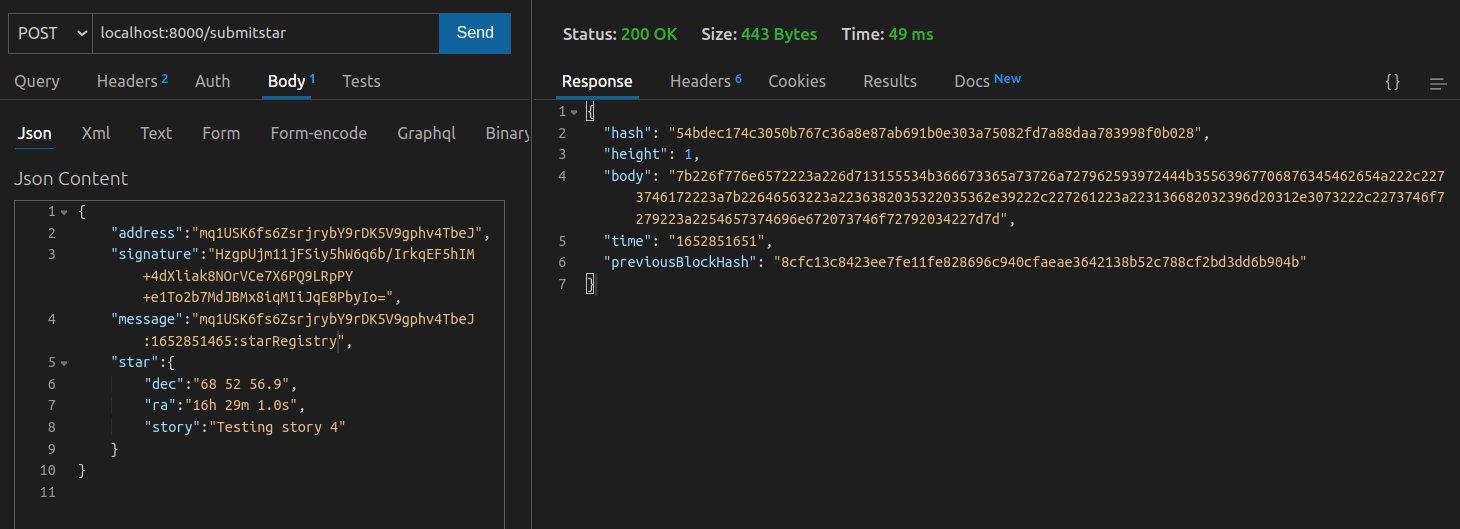 POST localhost:8000/submitstar Send
Query Headers 2 Auth Body 1 Tests
Json Xml Text Form Form-encode Graphql Binary
Json Content
1 {
2 "address":"mq1USK6fs6ZsrjrybY9rDK5V9gphv4TbeJ",
3 "signature":"HzgpUjm11jFSiy5hW6q6b/IrkqEF5hIM
+4dXliak8NOrVCe7X6PQ9LRpPY
+e1To2b7MdJBMx8iqMIiJqE8PbyIo=",
4 "message":"mq1USK6fs6ZsrjrybY9rDK5V9gphv4TbeJ
:1652851465:starRegistry",
5 "star":{
6 "dec":"68 52 56.9",
7 "ra":"16h 29m 1.0s",
8 "story":"Testing story 4"
9 }
10 }
11
Status: 200 OK Size: 443 Bytes Time: 49 ms
Response Headers 6 Cookies Results Docs New {}
1 {
2 "hash": "54bdec174c3050b767c36a8e87ab691b0e303a75082fd7a88daa783998f0b028",
3 "height": 1,
4 "body": "7b226f776e6572223a226d713155534b366673365a73726a727962593972444b35563967706876345462654a222c227
3746172223a7b22646563223a2236382035322035362e39222c227261223a223136682032396d20312e3073222c2273746f7
279223a2254657374696e672073746f72792034227d7d",
5 "time": "1652851651",
6 "previousBlockHash": "8cfc13c8423ee7fe11fe828696c940cfaeae3642138b52c788cf2bd3dd6b904b"
7 }